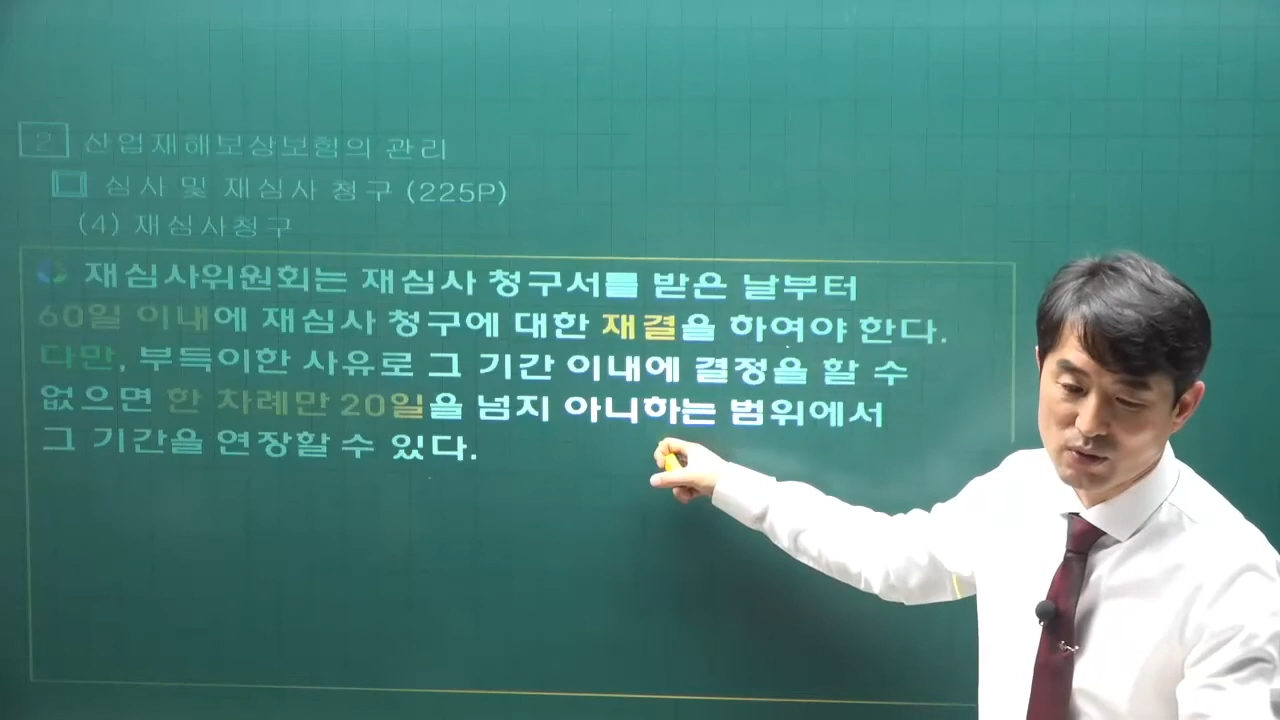 2 산업재해보상보험의 관리
심사 및 재심사 청구 (225P)
(4) 재심사청구
재심사위원회는 재심사 청구서를 받은 날부터
60일 이내에 재심사 청구에 대한 재결을 하여야 한다.
다만, 부득이한 사유로 그 기간 이내에 결정을 할 수
없으면 한 차례만 20일을 넘지 아니하는 범위에서
그 기간을 연장할 수 있다.